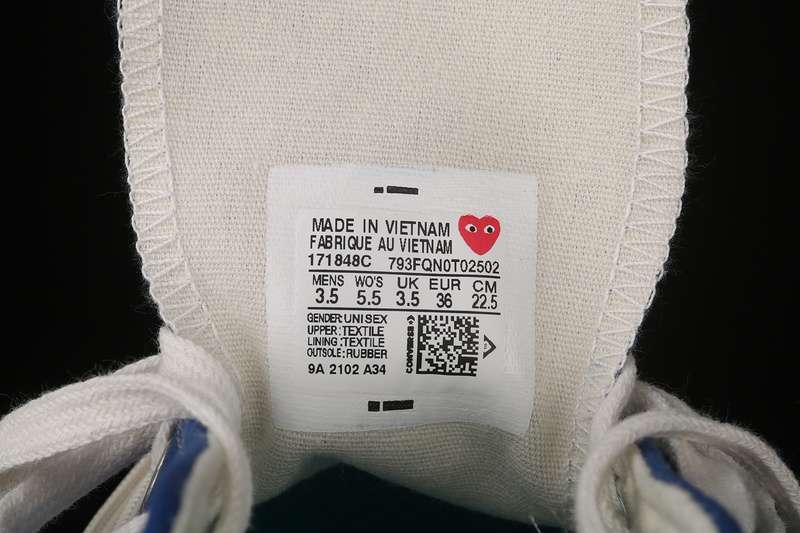 MADE IN VIETNAM
FABRIQUE AU VIETNAM
171848C 793FQN0T02502
MENS WO'S UK EUR CM
3.5 5.5 3.5 36 22.5
GENDER:UNISEX
UPPER:TEXTILE
LINING:TEXTILE
OUTSOLE:RUBBER
9A 2102 A34
CONVERSE